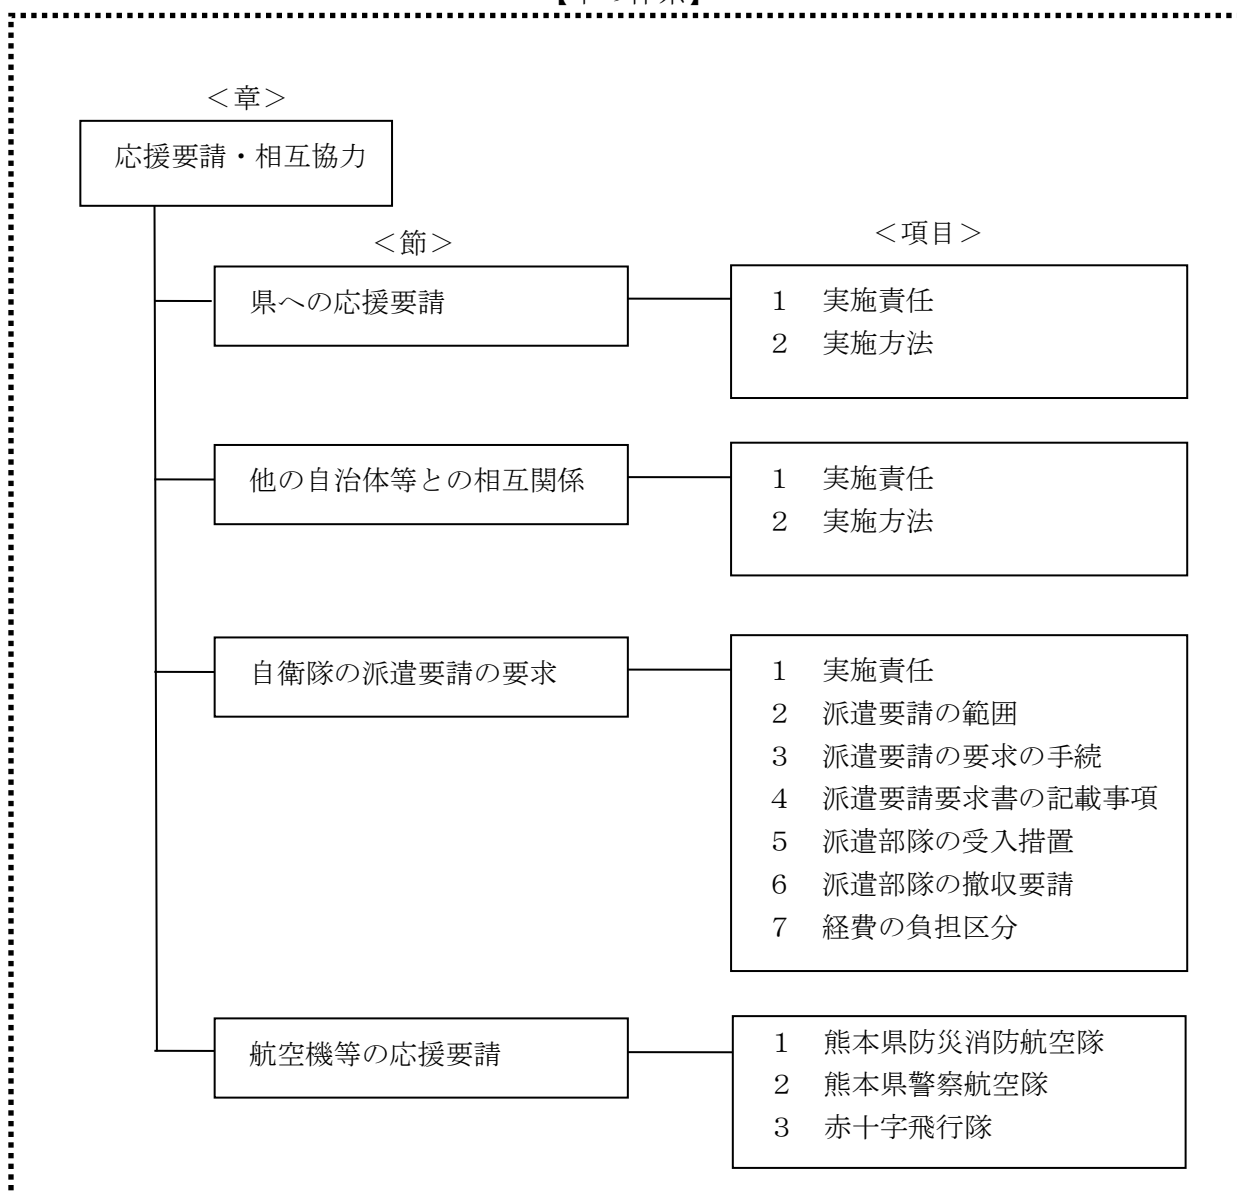 ＜章＞
応援要請・相互協力
＜節＞
＜項目＞
県への応援要請
1 実施責任
2 実施方法
他の自治体等との相互関係
1 実施責任
2 実施方法
自衛隊の派遣要請の要求
1 実施責任
2 派遣要請の範囲
3 派遣要請の要求の手続
4 派遣要請要求書の記載事項
5 派遣部隊の受入措置
6 派遣部隊の撤収要請
7 経費の負担区分
航空機等の応援要請
1 熊本県防災消防航空隊
2 熊本県警察航空隊
3 赤十字飛行隊